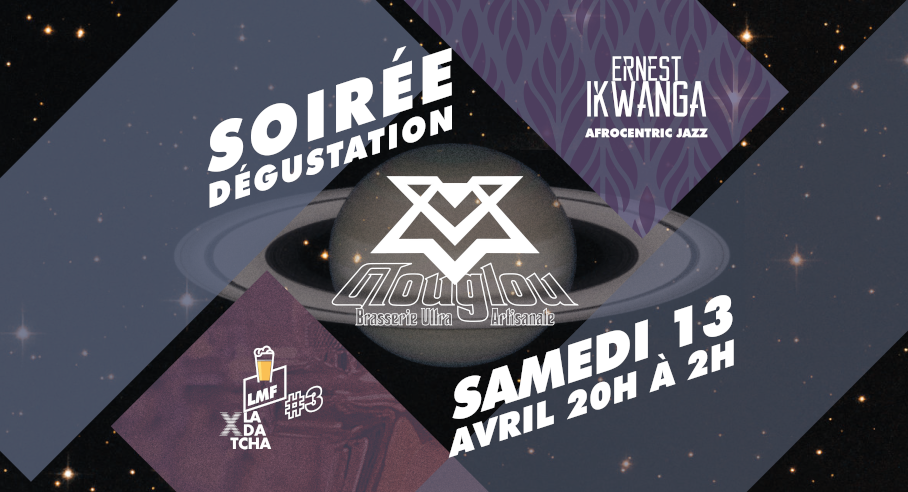 SOIRÉE
DÉGUSTATION
ERNEST
IKWANGA
AFROCENTRIC JAZZ
GTouglou
Brasserie Ultra Artisanale
SAMEDI 13
AVRIL 20H À 2H
LMF #3
X LA
DA
TCHA